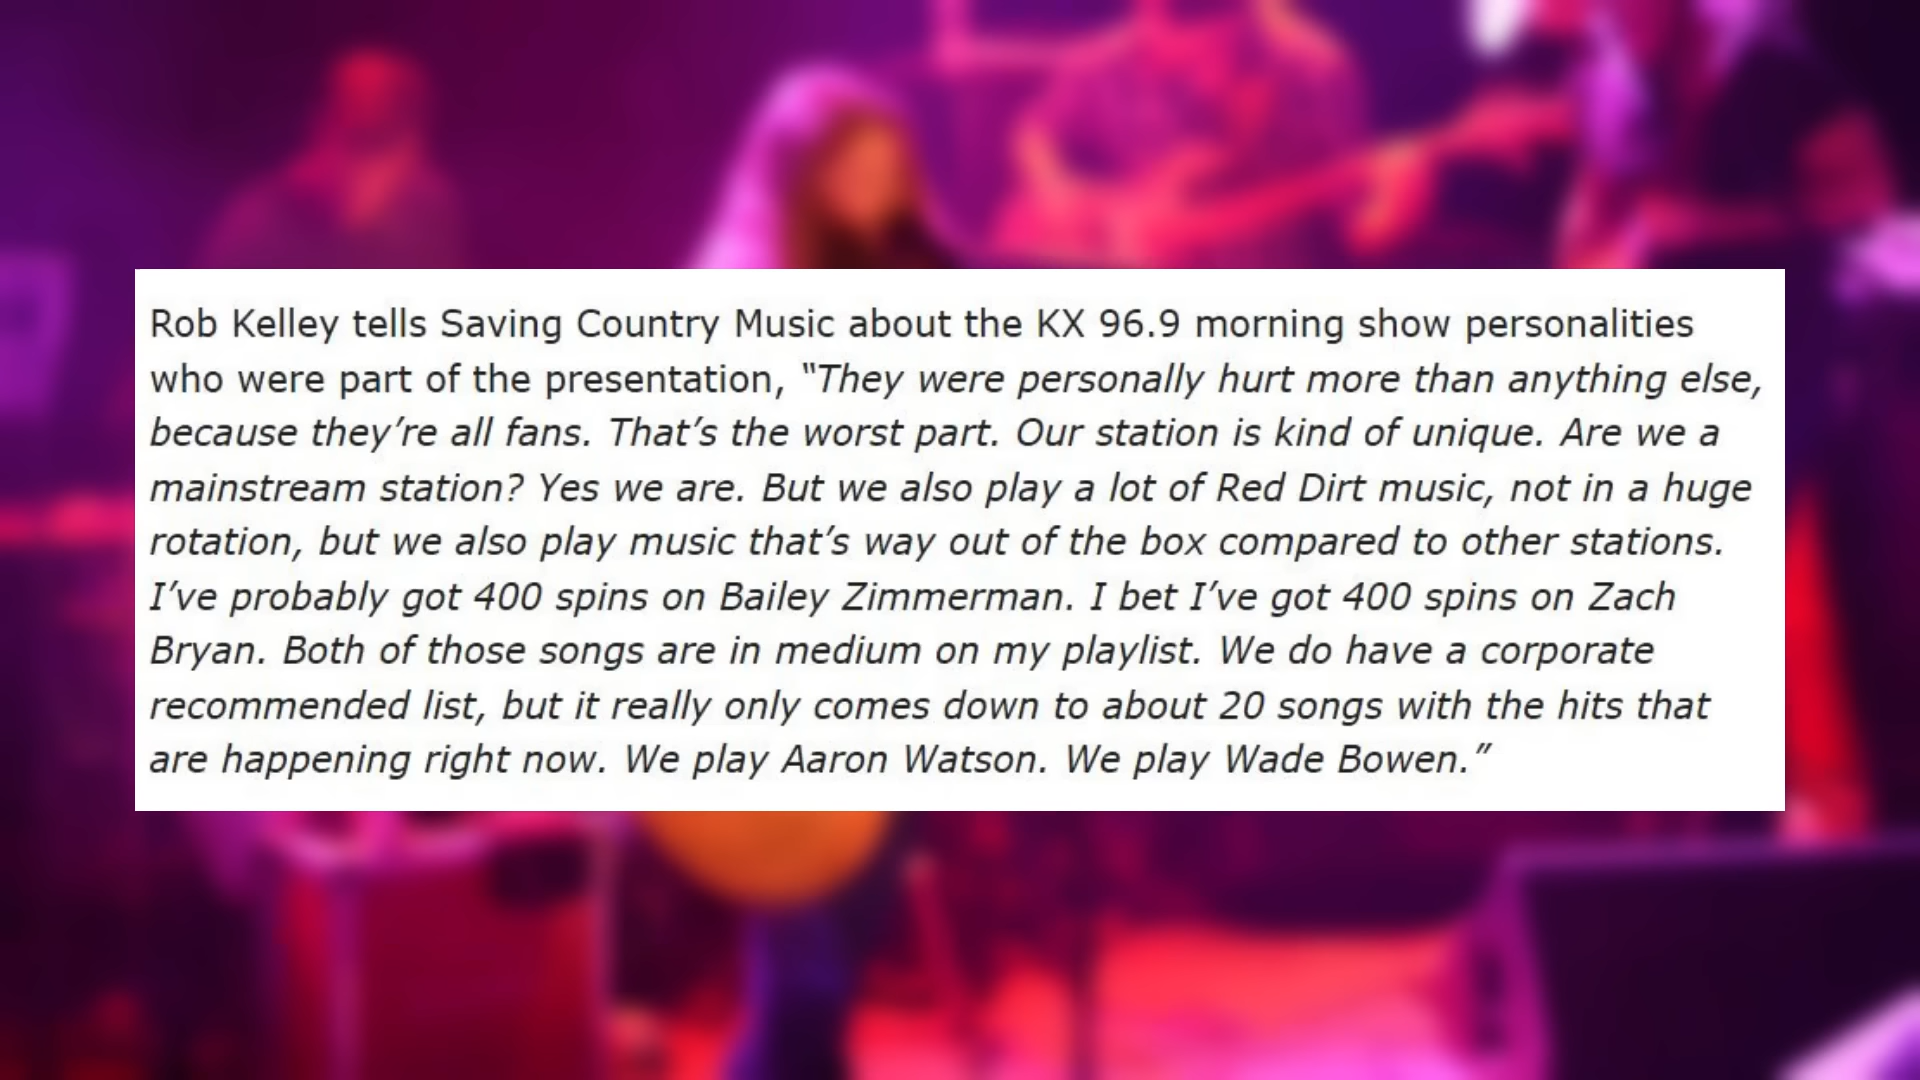 Rob Kelley tells Saving Country Music about the KX 96.9 morning show personalities
who were part of the presentation, “They were personally hurt more than anything else,
because they’re all fans. That’s the worst part. Our station is kind of unique. Are we a
mainstream station? Yes we are. But we also play a lot of Red Dirt music, not in a huge
rotation, but we also play music that’s way out of the box compared to other stations.
I’ve probably got 400 spins on Bailey Zimmerman. I bet I’ve got 400 spins on Zach
Bryan. Both of those songs are in medium on my playlist. We do have a corporate
recommended list, but it really only comes down to about 20 songs with the hits that
are happening right now. We play Aaron Watson. We play Wade Bowen.”